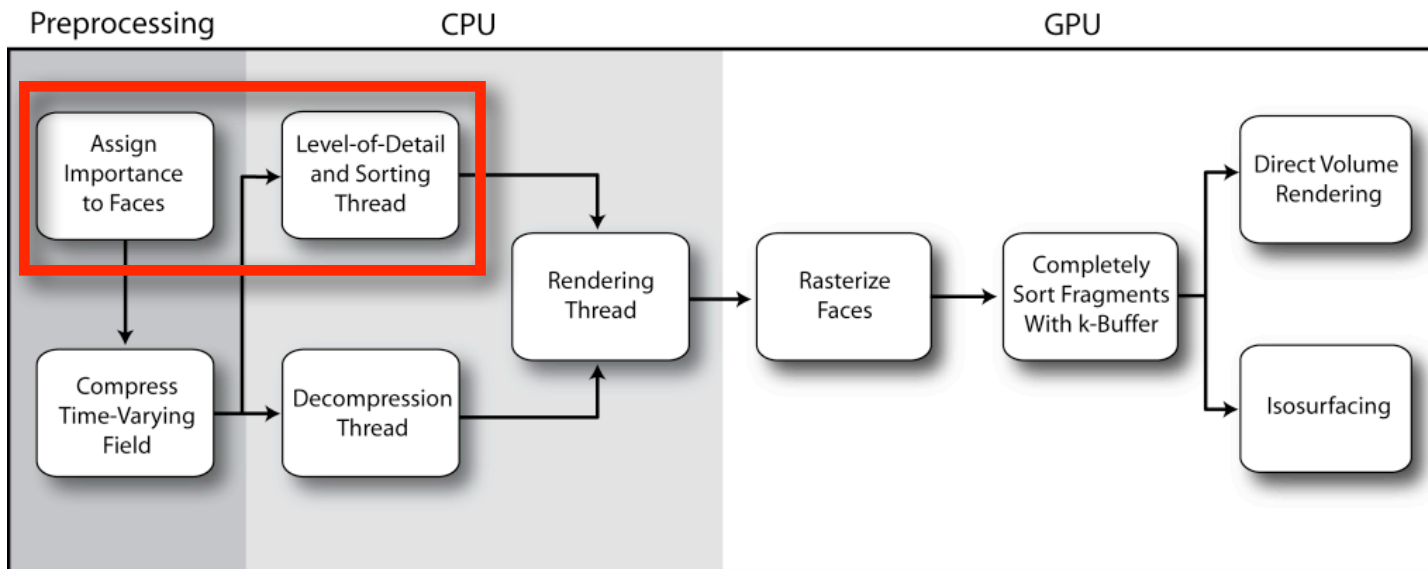 Preprocessing
CPU
GPU
Assign
Importance
to Faces
Level-of-Detail
and Sorting
Thread
Compress
Time-Varying
Field
Decompression
Thread
Rendering
Thread
Rasterize
Faces
Completely
Sort Fragments
With k-Buffer
Direct Volume
Rendering
Isosurfacing